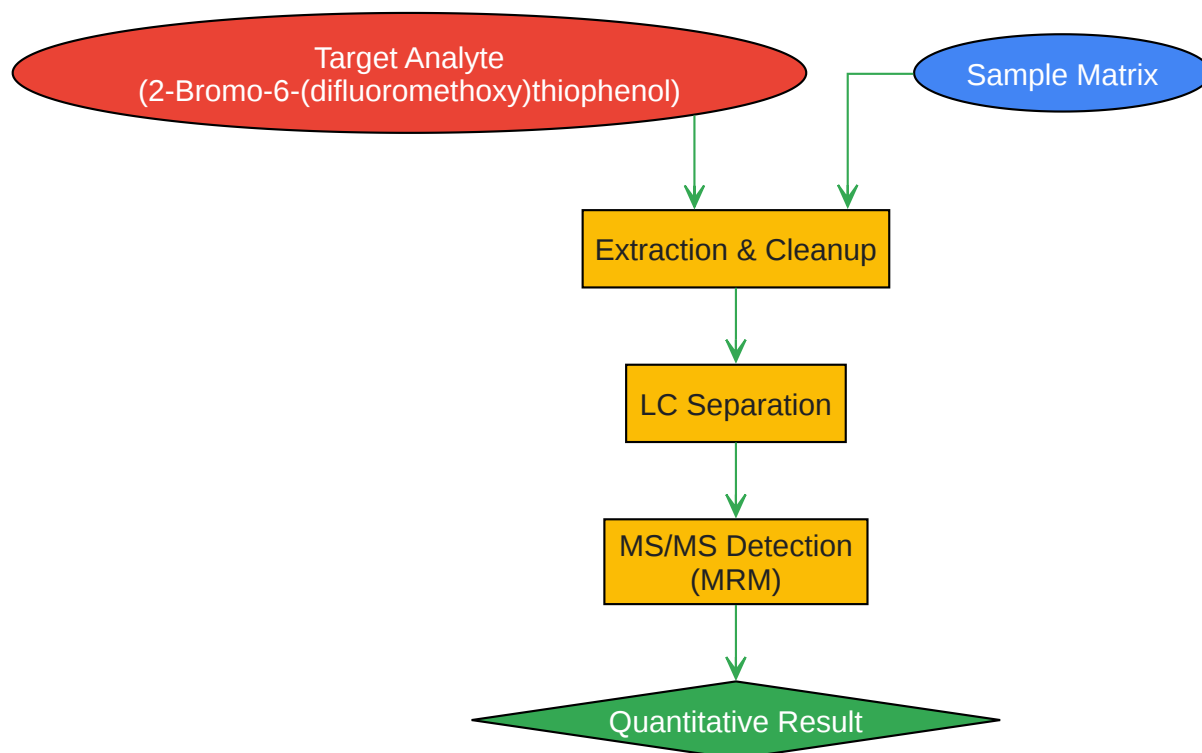 Target Analyte
(2-Bromo-6-(difluoromethoxy)thiophenol)
Sample Matrix
Extraction & Cleanup
LC Separation
MS/MS Detection
(MRM)
Quantitative Result